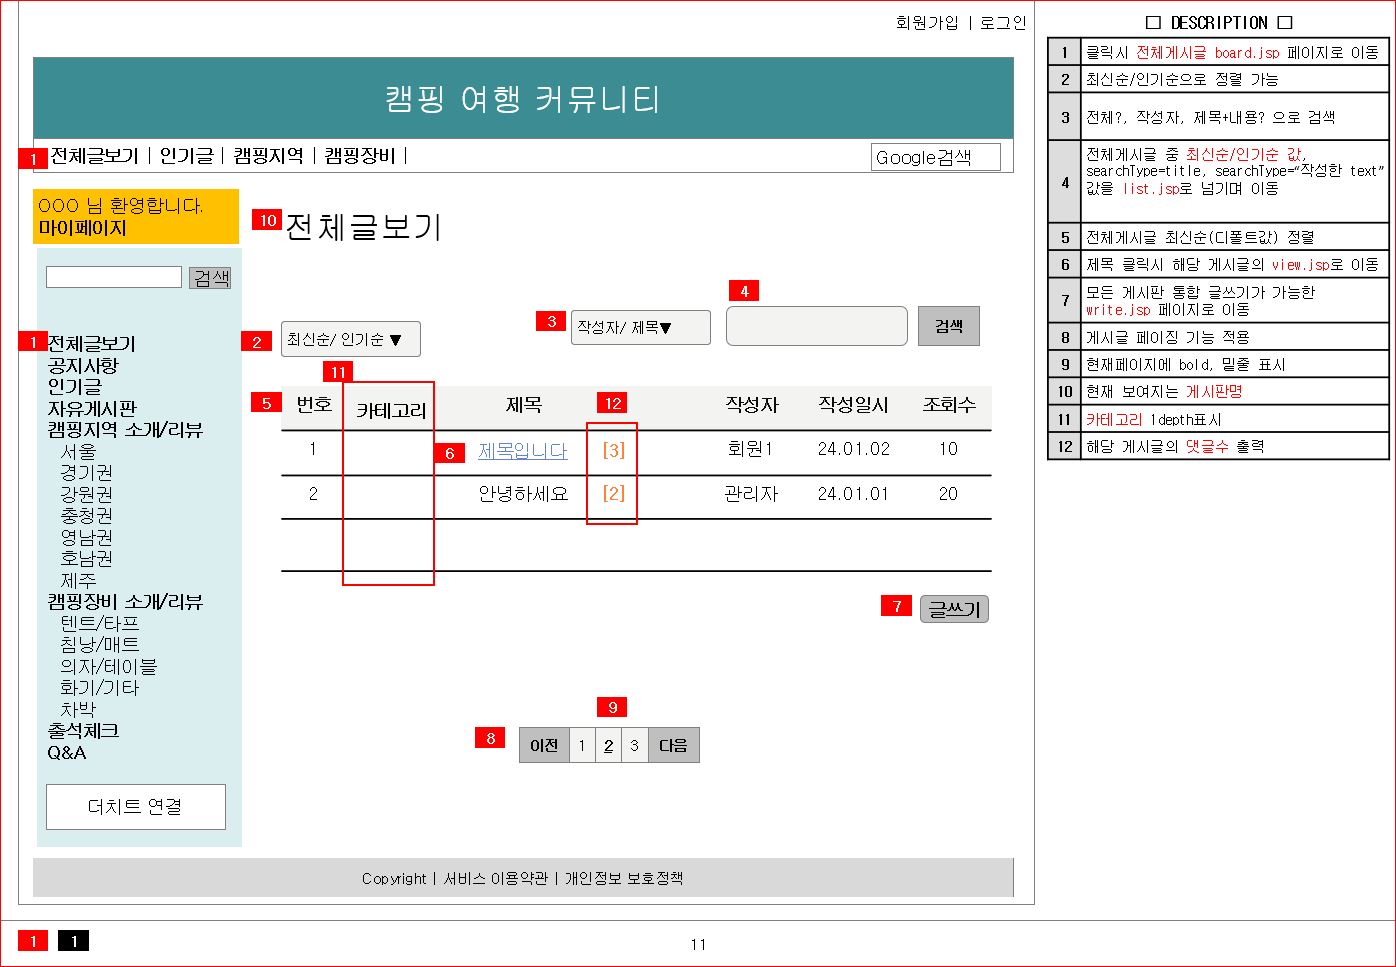 회원가입 | 로그인
캠핑 여행 커뮤니티
1 전체글보기 | 인기글 | 캠핑지역 | 캠핑장비 |
Google검색
OOO 님 환영합니다.
마이페이지
검색
1 전체글보기
공지사항
인기글
자유게시판
캠핑지역 소개/리뷰
서울
경기권
강원권
충청권
영남권
호남권
제주
캠핑장비 소개/리뷰
텐트/타프
침낭/매트
의자/테이블
화기/기타
차박
출석체크
Q&A
더치트 연결
10 전체글보기
2 최신순/ 인기순 ▼
3 작성자/ 제목▼
4
검색
11
5 번호 카테고리 제목 12 작성자 작성일시 조회수
1 6 제목입니다 [3] 회원1 24.01.02 10
2 안녕하세요 [2] 관리자 24.01.01 20
7 글쓰기
9
8 이전 1 2 3 다음
Copyright | 서비스 이용약관 | 개인정보 보호정책
□ DESCRIPTION □
1 클릭시 전체게시글 board.jsp 페이지로 이동
2 최신순/인기순으로 정렬 가능
3 전체?, 작성자, 제목+내용? 으로 검색
4 전체게시글 중 최신순/인기순 값,
searchType=title, searchType=“작성한 text”
값을 list.jsp로 넘기며 이동
5 전체게시글 최신순(디폴트값) 정렬
6 제목 클릭시 해당 게시글의 view.jsp로 이동
7 모든 게시판 통합 글쓰기가 가능한
write.jsp 페이지로 이동
8 게시글 페이징 기능 적용
9 현재페이지에 bold, 밑줄 표시
10 현재 보여지는 게시판명
11 카테고리 1depth표시
12 해당 게시글의 댓글수 출력
1 1
11